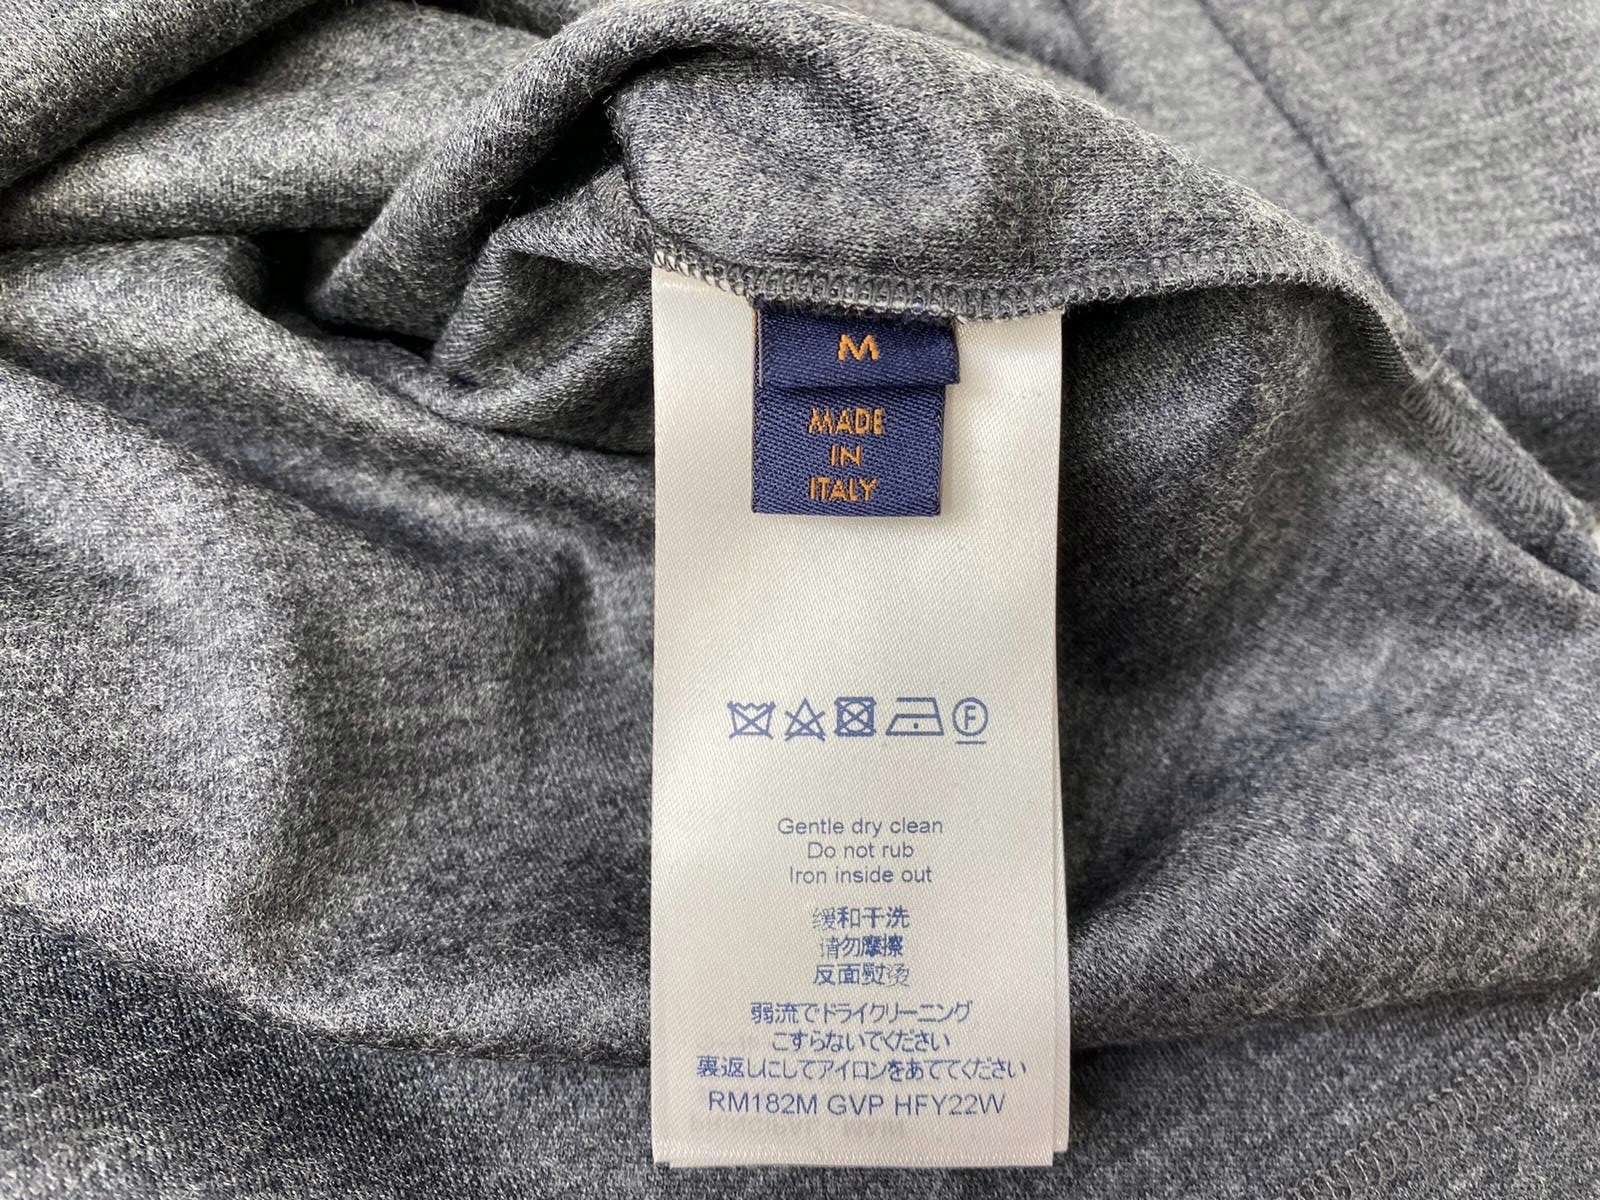 M
MADE
IN
ITALY
F
Gentle dry clean
Do not rub
Iron inside out
缓和干洗
请勿摩擦
反面熨烫
弱流でドライクリーニング
こすらないでください
裏返しにしてアイロンをあててください
RM182M GVP HFY22W